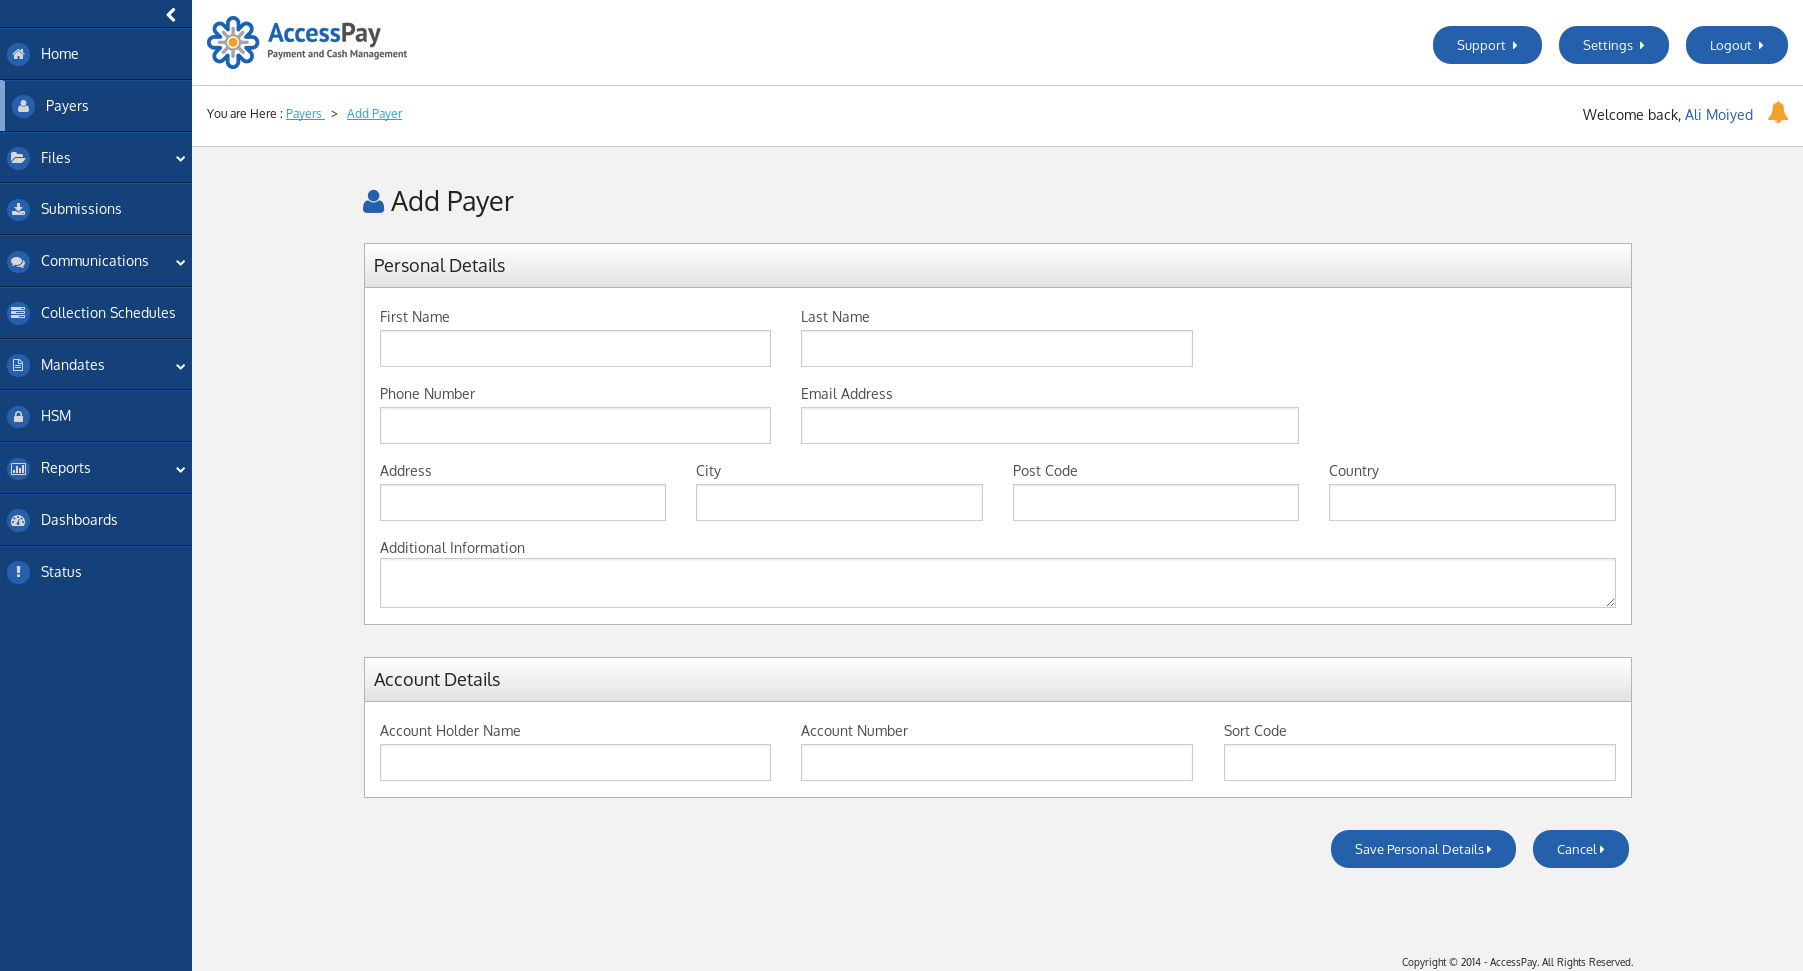 AccessPay
Payment and Cash Management
Support
Settings
Logout
Home
Payers
Files
Submissions
Communications
Collection Schedules
Mandates
HSM
Reports
Dashboards
Status
You are Here : Payers > Add Payer
Welcome back, Ali Moiyed
Add Payer
Personal Details
First Name
Last Name
Phone Number
Email Address
Address
City
Post Code
Country
Additional Information
Account Details
Account Holder Name
Account Number
Sort Code
Save Personal Details
Cancel
Copyright © 2014 - AccessPay. All Rights Reserved.